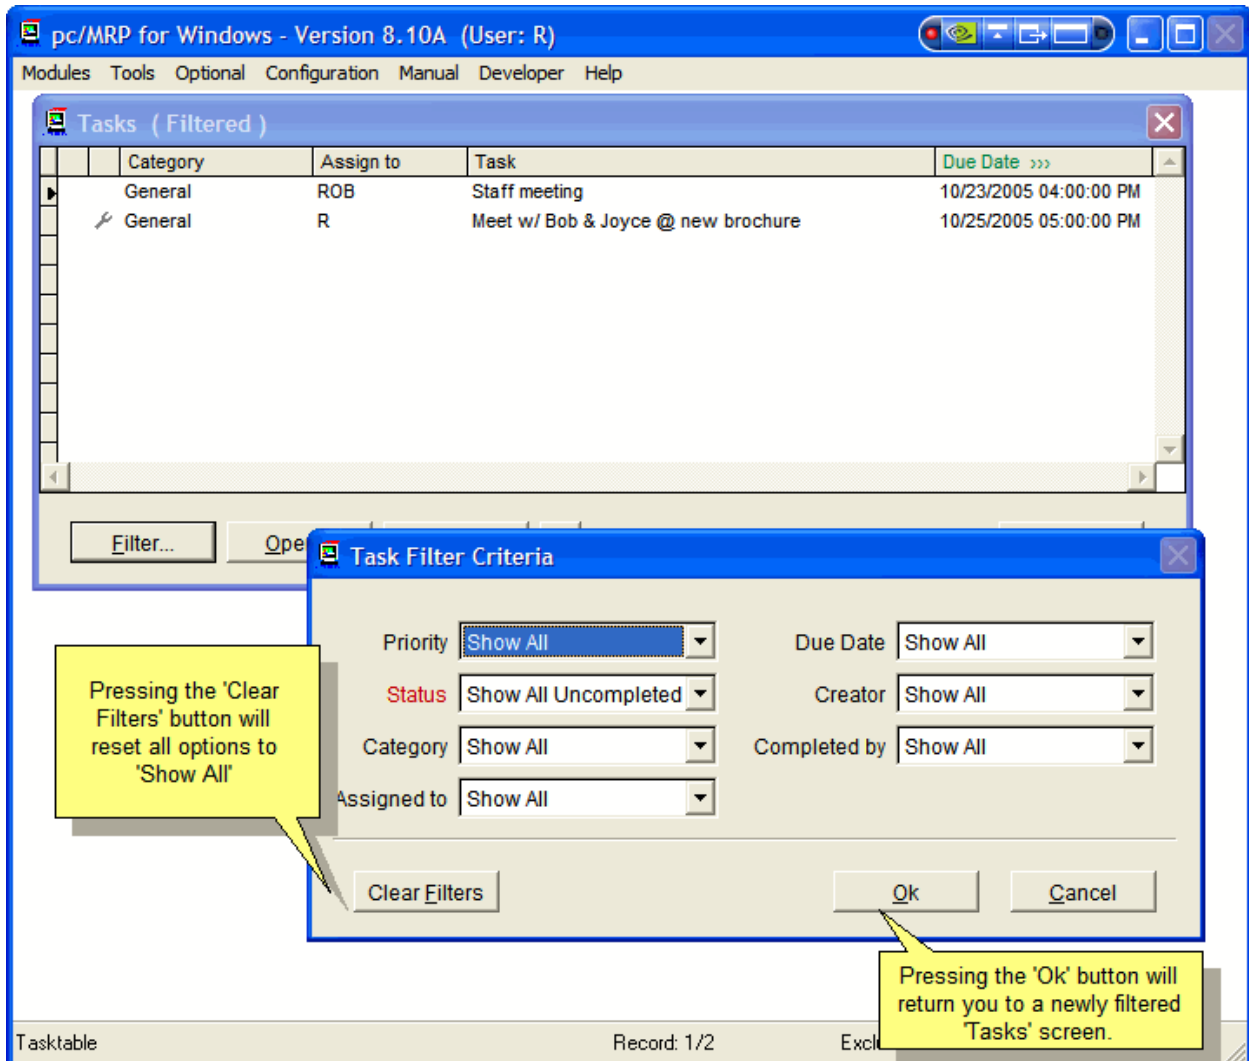 pc/MRP for Windows - Version 8.10A (User: R)
Modules Tools Optional Configuration Manual Developer Help
Tasks ( Filtered )
Category Assign to Task Due Date >>>
General ROB Staff meeting 10/23/2005 04:00:00 PM
General R Meet w/ Bob & Joyce @ new brochure 10/25/2005 05:00:00 PM
Filter...
Task Filter Criteria
Priority Show All Due Date Show All
Status Show All Uncompleted Creator Show All
Category Show All Completed by Show All
Assigned to Show All
Pressing the 'Clear
Filters' button will
reset all options to
'Show All'
Clear Filters Ok Cancel
Pressing the 'Ok' button will
return you to a newly filtered
'Tasks' screen.
Tasktable Record: 1/2